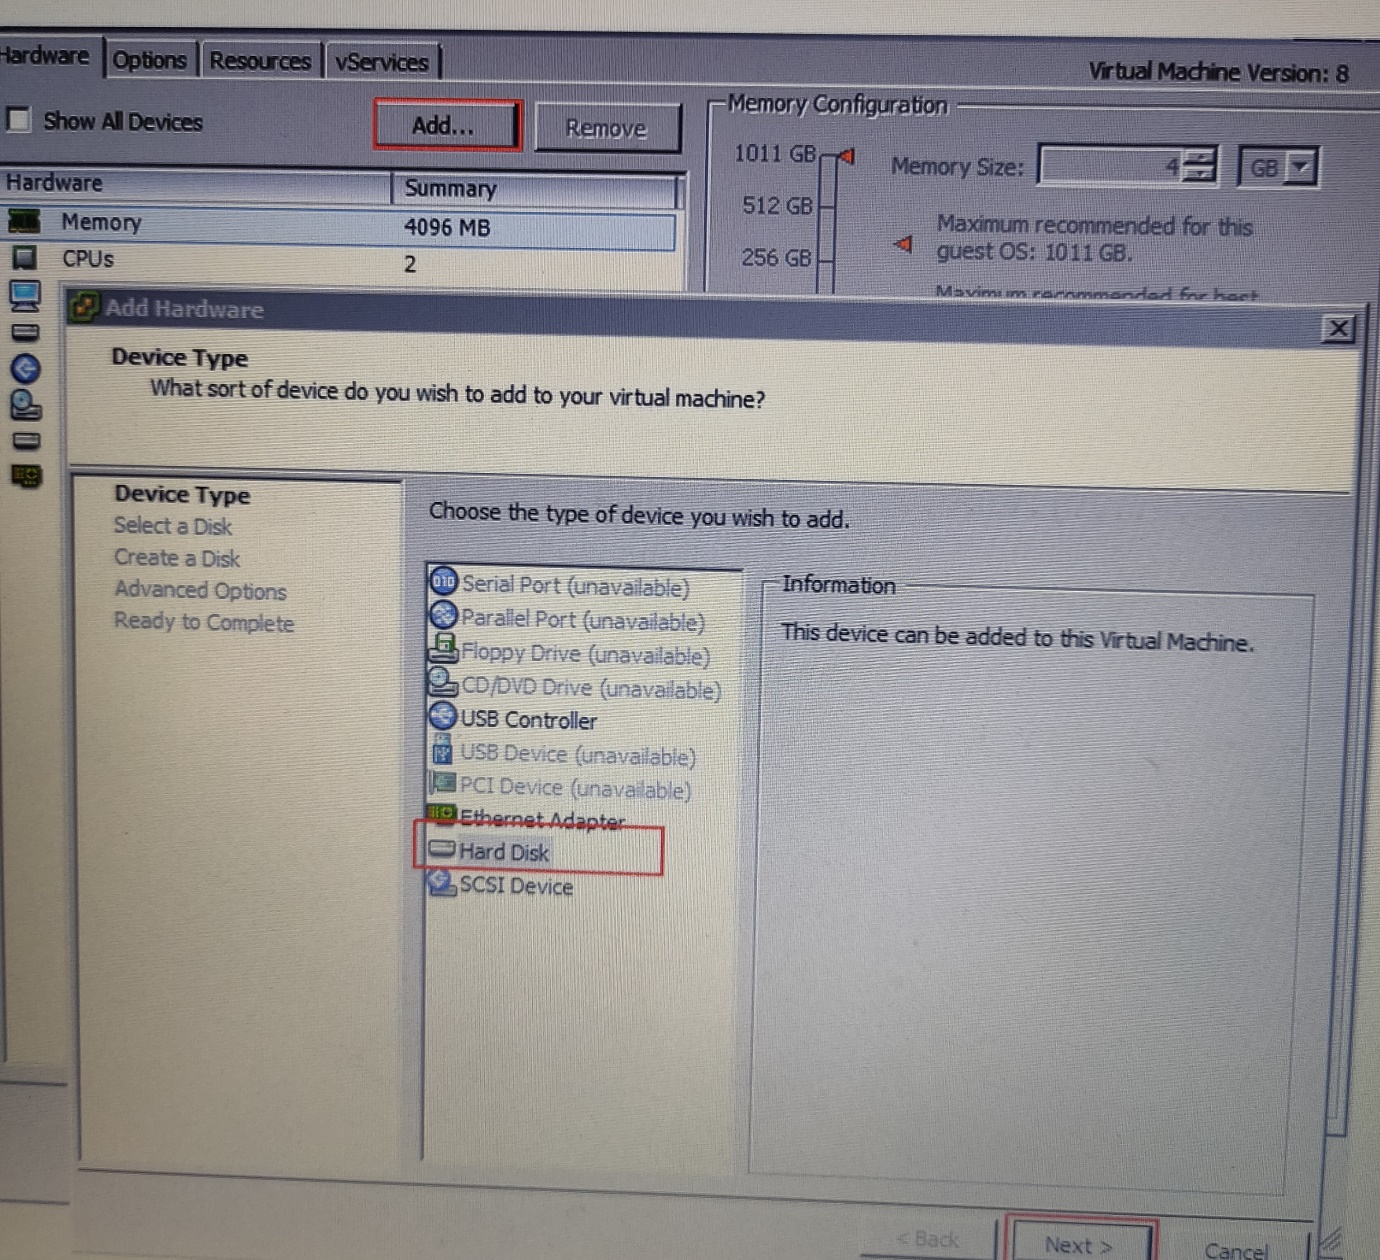 Hardware
Options
Resources
vServices
Virtual Machine Version: 8
Show All Devices
Add...
Remove
Memory Configuration
Hardware
Summary
Memory
4096 MB
CPUs
2
1011 GB
512 GB
256 GB
Memory Size:
4
GB
Maximum recommended for this
guest OS: 1011 GB.
Maximum recommended for best
Add Hardware
Device Type
What sort of device do you wish to add to your virtual machine?
Device Type
Select a Disk
Create a Disk
Advanced Options
Ready to Complete
Choose the type of device you wish to add.
Serial Port (unavailable)
Parallel Port (unavailable)
Floppy Drive (unavailable)
CD/DVD Drive (unavailable)
USB Controller
USB Device (unavailable)
PCI Device (unavailable)
Ethernet Adapter
Hard Disk
SCSI Device
Information
This device can be added to this Virtual Machine.
< Back
Next >
Cancel